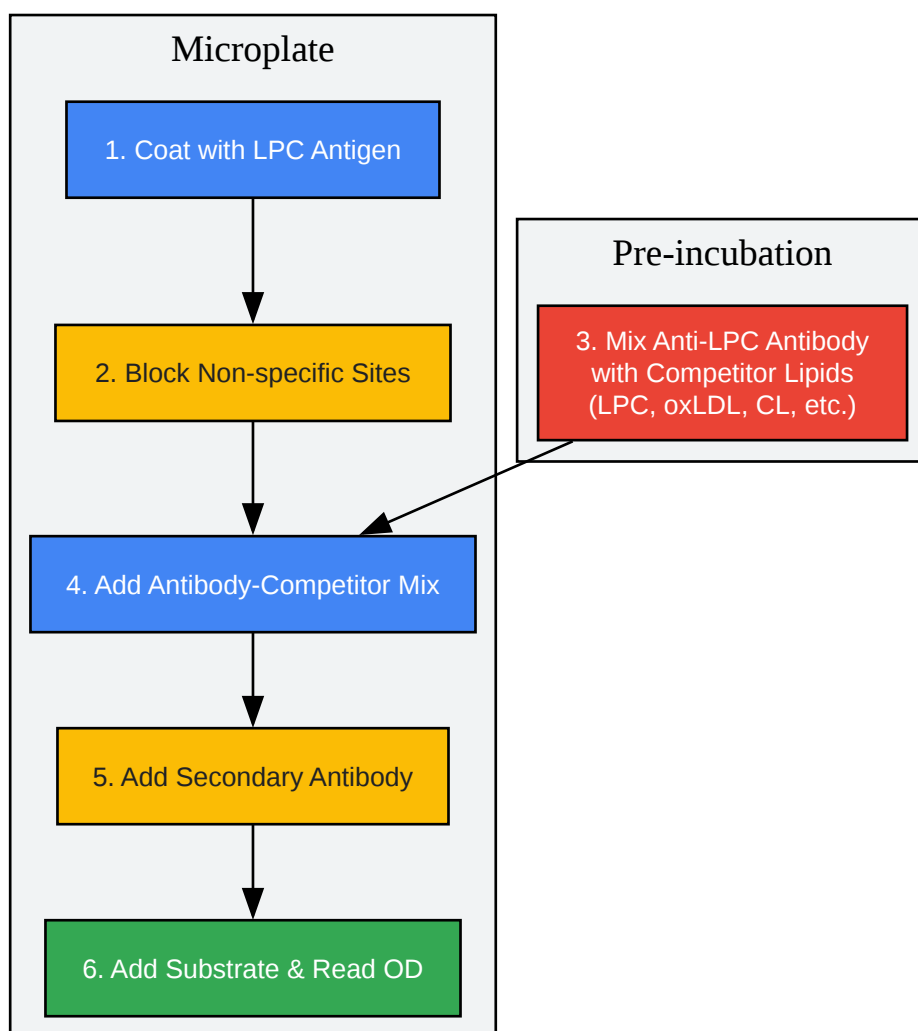 Microplate
1. Coat with LPC Antigen
2. Block Non-specific Sites
Pre-incubation
3. Mix Anti-LPC Antibody
with Competitor Lipids
(LPC, oxLDL, CL, etc.)
4. Add Antibody-Competitor Mix
5. Add Secondary Antibody
6. Add Substrate & Read OD